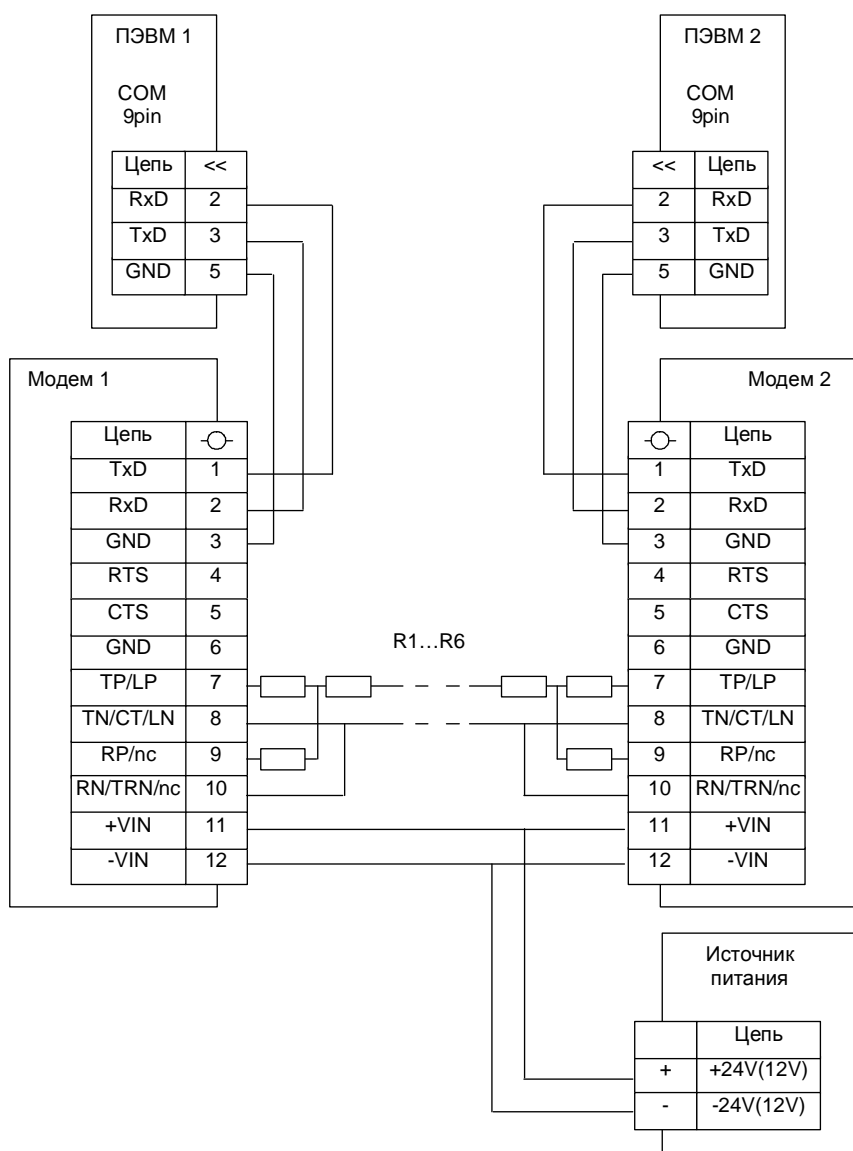 ПЭВМ 1
COM
9pin
Цепь <<
RxD 2
TxD 3
GND 5
ПЭВМ 2
COM
9pin
<< Цепь
2 RxD
3 TxD
5 GND
Модем 1
Цепь
TxD 1
RxD 2
GND 3
RTS 4
CTS 5
GND 6
TP/LP 7
TN/CT/LN 8
RP/nc 9
RN/TRN/nc 10
+VIN 11
-VIN 12
R1...R6
Модем 2
Цепь
1 TxD
2 RxD
3 GND
4 RTS
5 CTS
6 GND
7 TP/LP
8 TN/CT/LN
9 RP/nc
10 RN/TRN/nc
11 +VIN
12 -VIN
Источник
питания
Цепь
+ +24V(12V)
- -24V(12V)